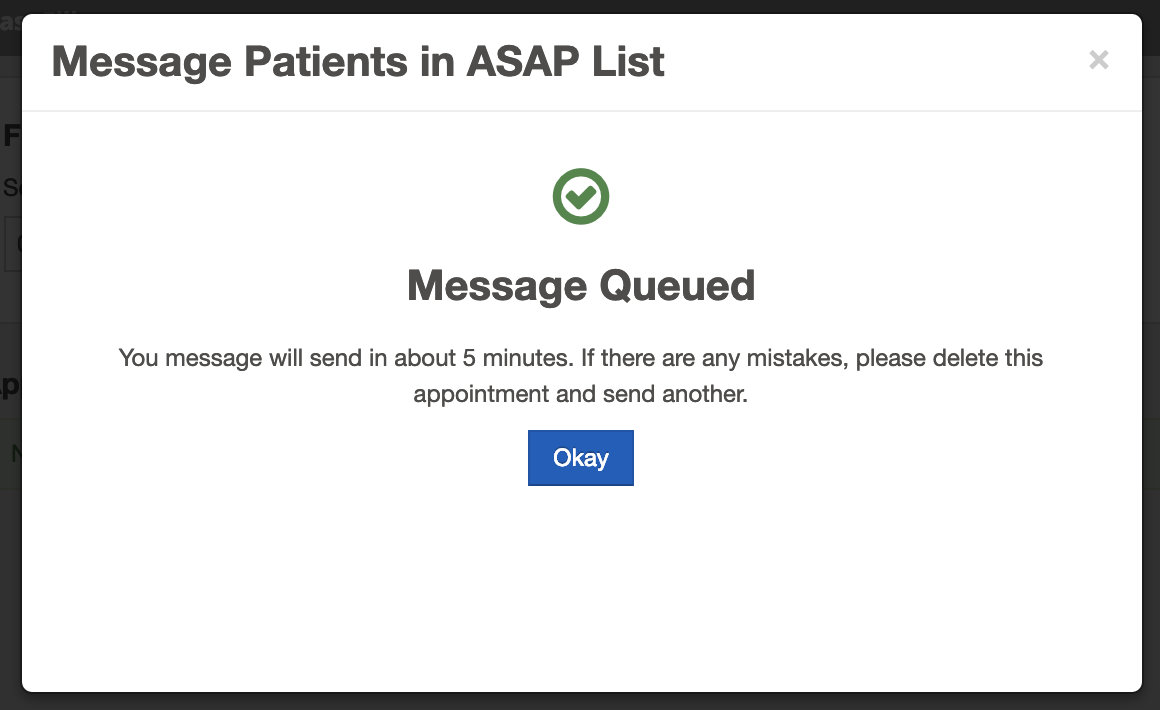 Message Patients in ASAP List
×
Message Queued
You message will send in about 5 minutes. If there are any mistakes, please delete this
appointment and send another.
Okay